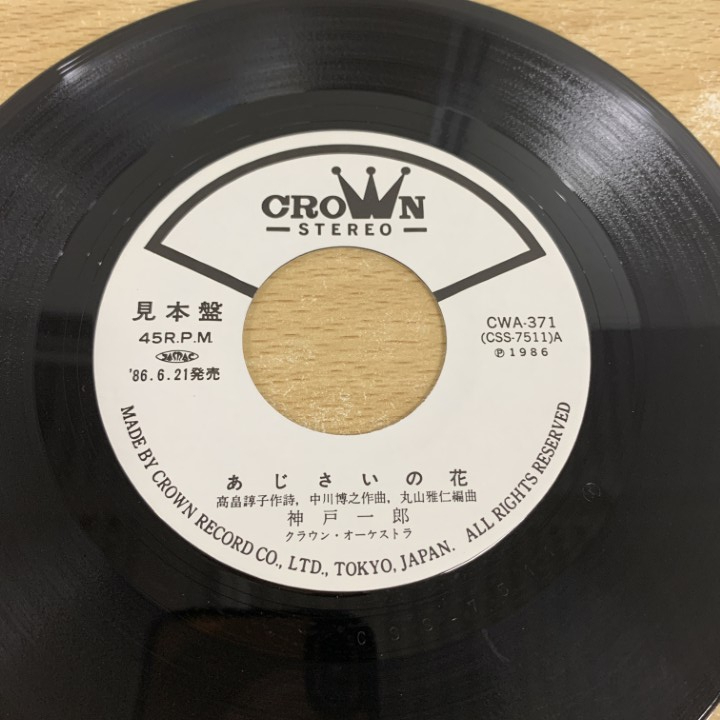 CROWN
STEREO
見本盤
45R.P.M.
'86.6.21発売
CWA-371
(CSS-7511)A
Ⓟ1986
あじさいの花
高畠諄子作詩, 中川博之作曲, 丸山雅仁編曲
神戸一郎
クラウン・オーケストラ
MADE BY CROWN RECORD CO., LTD., TOKYO, JAPAN. ALL RIGHTS RESERVED